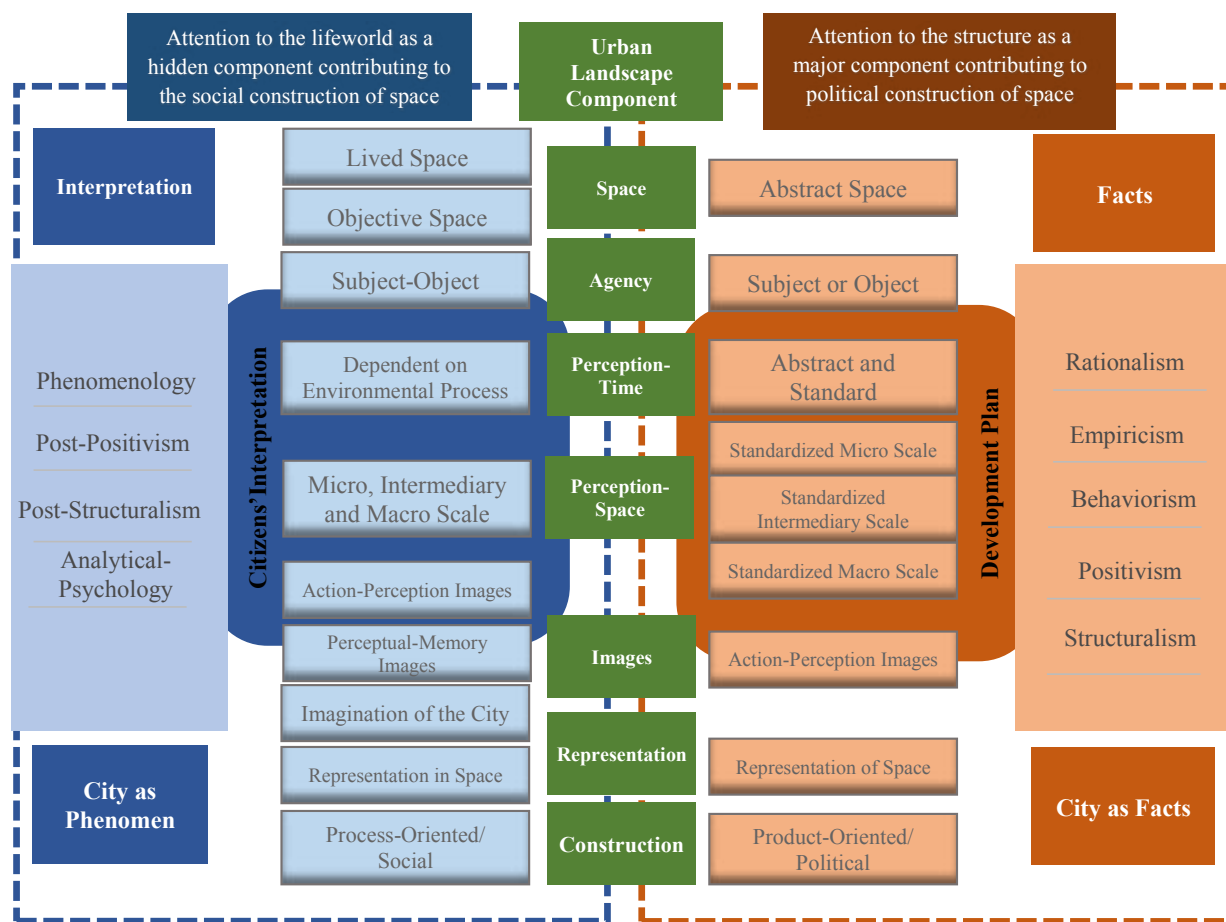 Attention to the lifeworld as a
hidden component contributing to
the social construction of space
Urban
Landscape
Component
Attention to the structure as a
major component contributing to
political construction of space
Interpretation
Lived Space
Objective Space
Space
Abstract Space
Facts
Subject-Object
Agency
Subject or Object
Phenomenology
Post-Positivism
Post-Structuralism
Analytical-
Psychology
Citizens' Interpretation
Dependent on
Environmental Process
Perception-
Time
Abstract and
Standard
Micro, Intermediary
and Macro Scale
Perception-
Space
Standardized Micro Scale
Standardized
Intermediary Scale
Standardized Macro Scale
Development Plan
Rationalism
Empiricism
Behaviorism
Positivism
Structuralism
Action-Perception Images
Perceptual-Memory
Images
Imagination of the City
Images
Action-Perception Images
City as
Phenomen
Representation in Space
Representation
Representation of Space
City as Facts
Process-Oriented/
Social
Construction
Product-Oriented/
Political